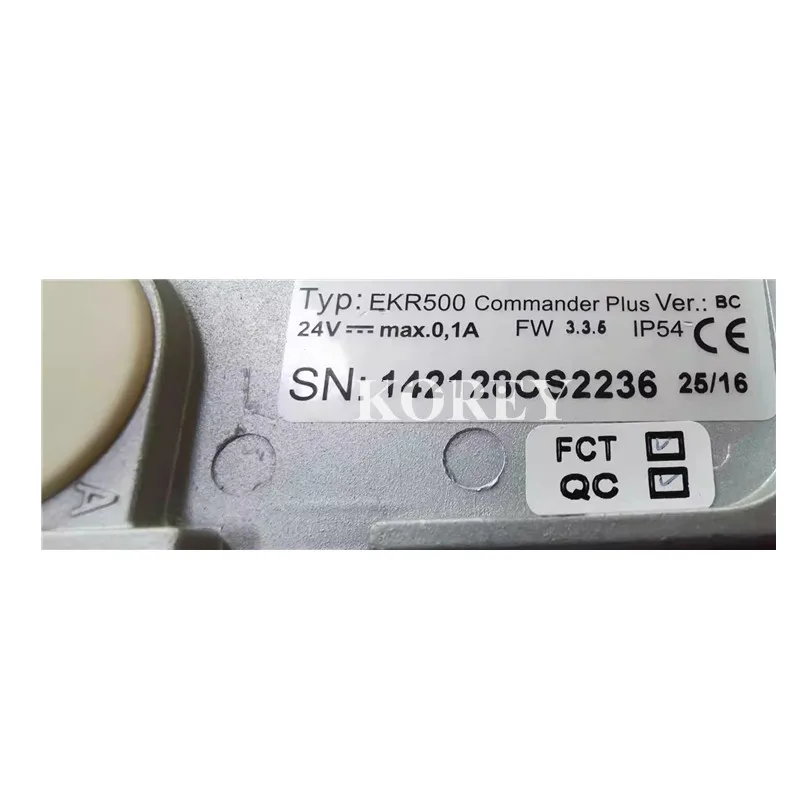 Typ: EKR500 Commander Plus Ver.: BC
24V max.0,1A FW 3.3.5 IP54 CE
SN: 142128CS2236 25/16
KOREY
FCT
QC
L
A